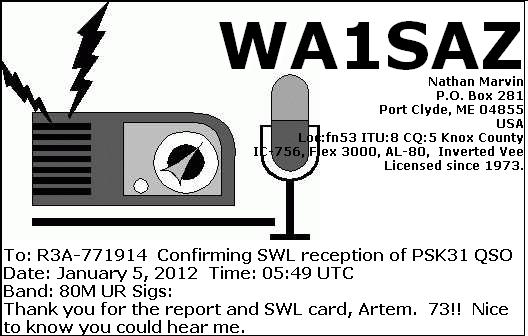 WA1SAZ
Nathan Marvin
P.O. Box 281
Port Clyde, ME 04855
USA
Loc:fn53 ITU:8 CQ:5 Knox County
IC-756, Flex 3000, AL-80,  Inverted Vee
Licensed since 1973.
To: R3A-771914  Confirming SWL reception of PSK31 QSO
Date: January 5, 2012  Time: 05:49 UTC
Band: 80M UR Sigs:
Thank you for the report and SWL card, Artem.  73!!  Nice
to know you could hear me.